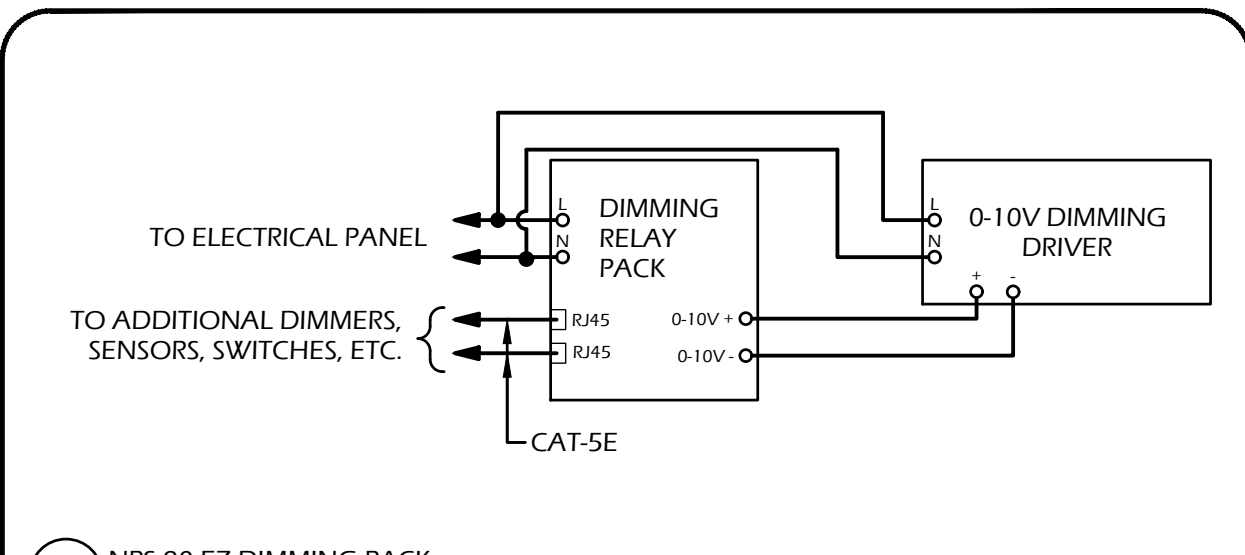 TO ELECTRICAL PANEL
TO ADDITIONAL DIMMERS,
SENSORS, SWITCHES, ETC.
L
N
DIMMING
RELAY
PACK
RJ45
RJ45
0-10V +
0-10V -
CAT-5E
L
N
0-10V DIMMING
DRIVER
+ -